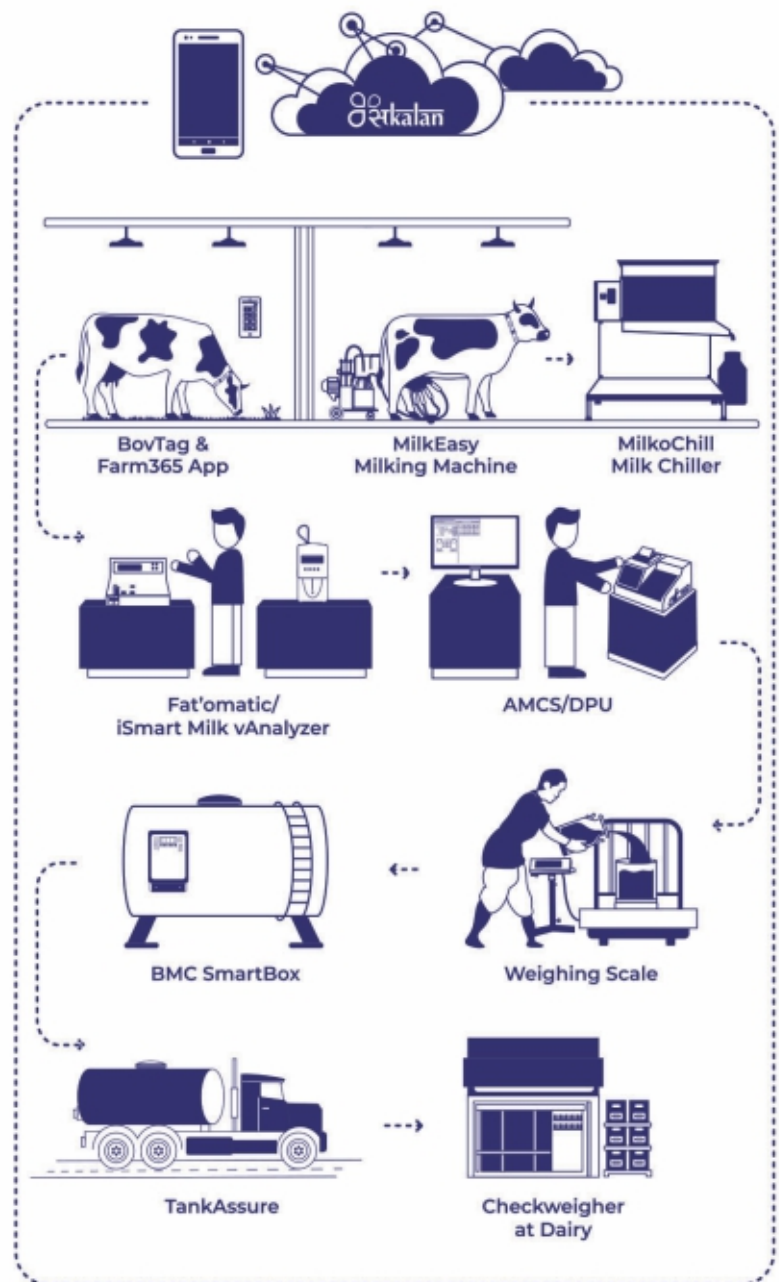 सkalan
BovTag &
Farm365 App
MilkEasy
Milking Machine
MilkoChill
Milk Chiller
Fat'omatic/
iSmart Milk vAnalyzer
AMCS/DPU
BMC SmartBox
Weighing Scale
TankAssure
Checkweigher
at Dairy